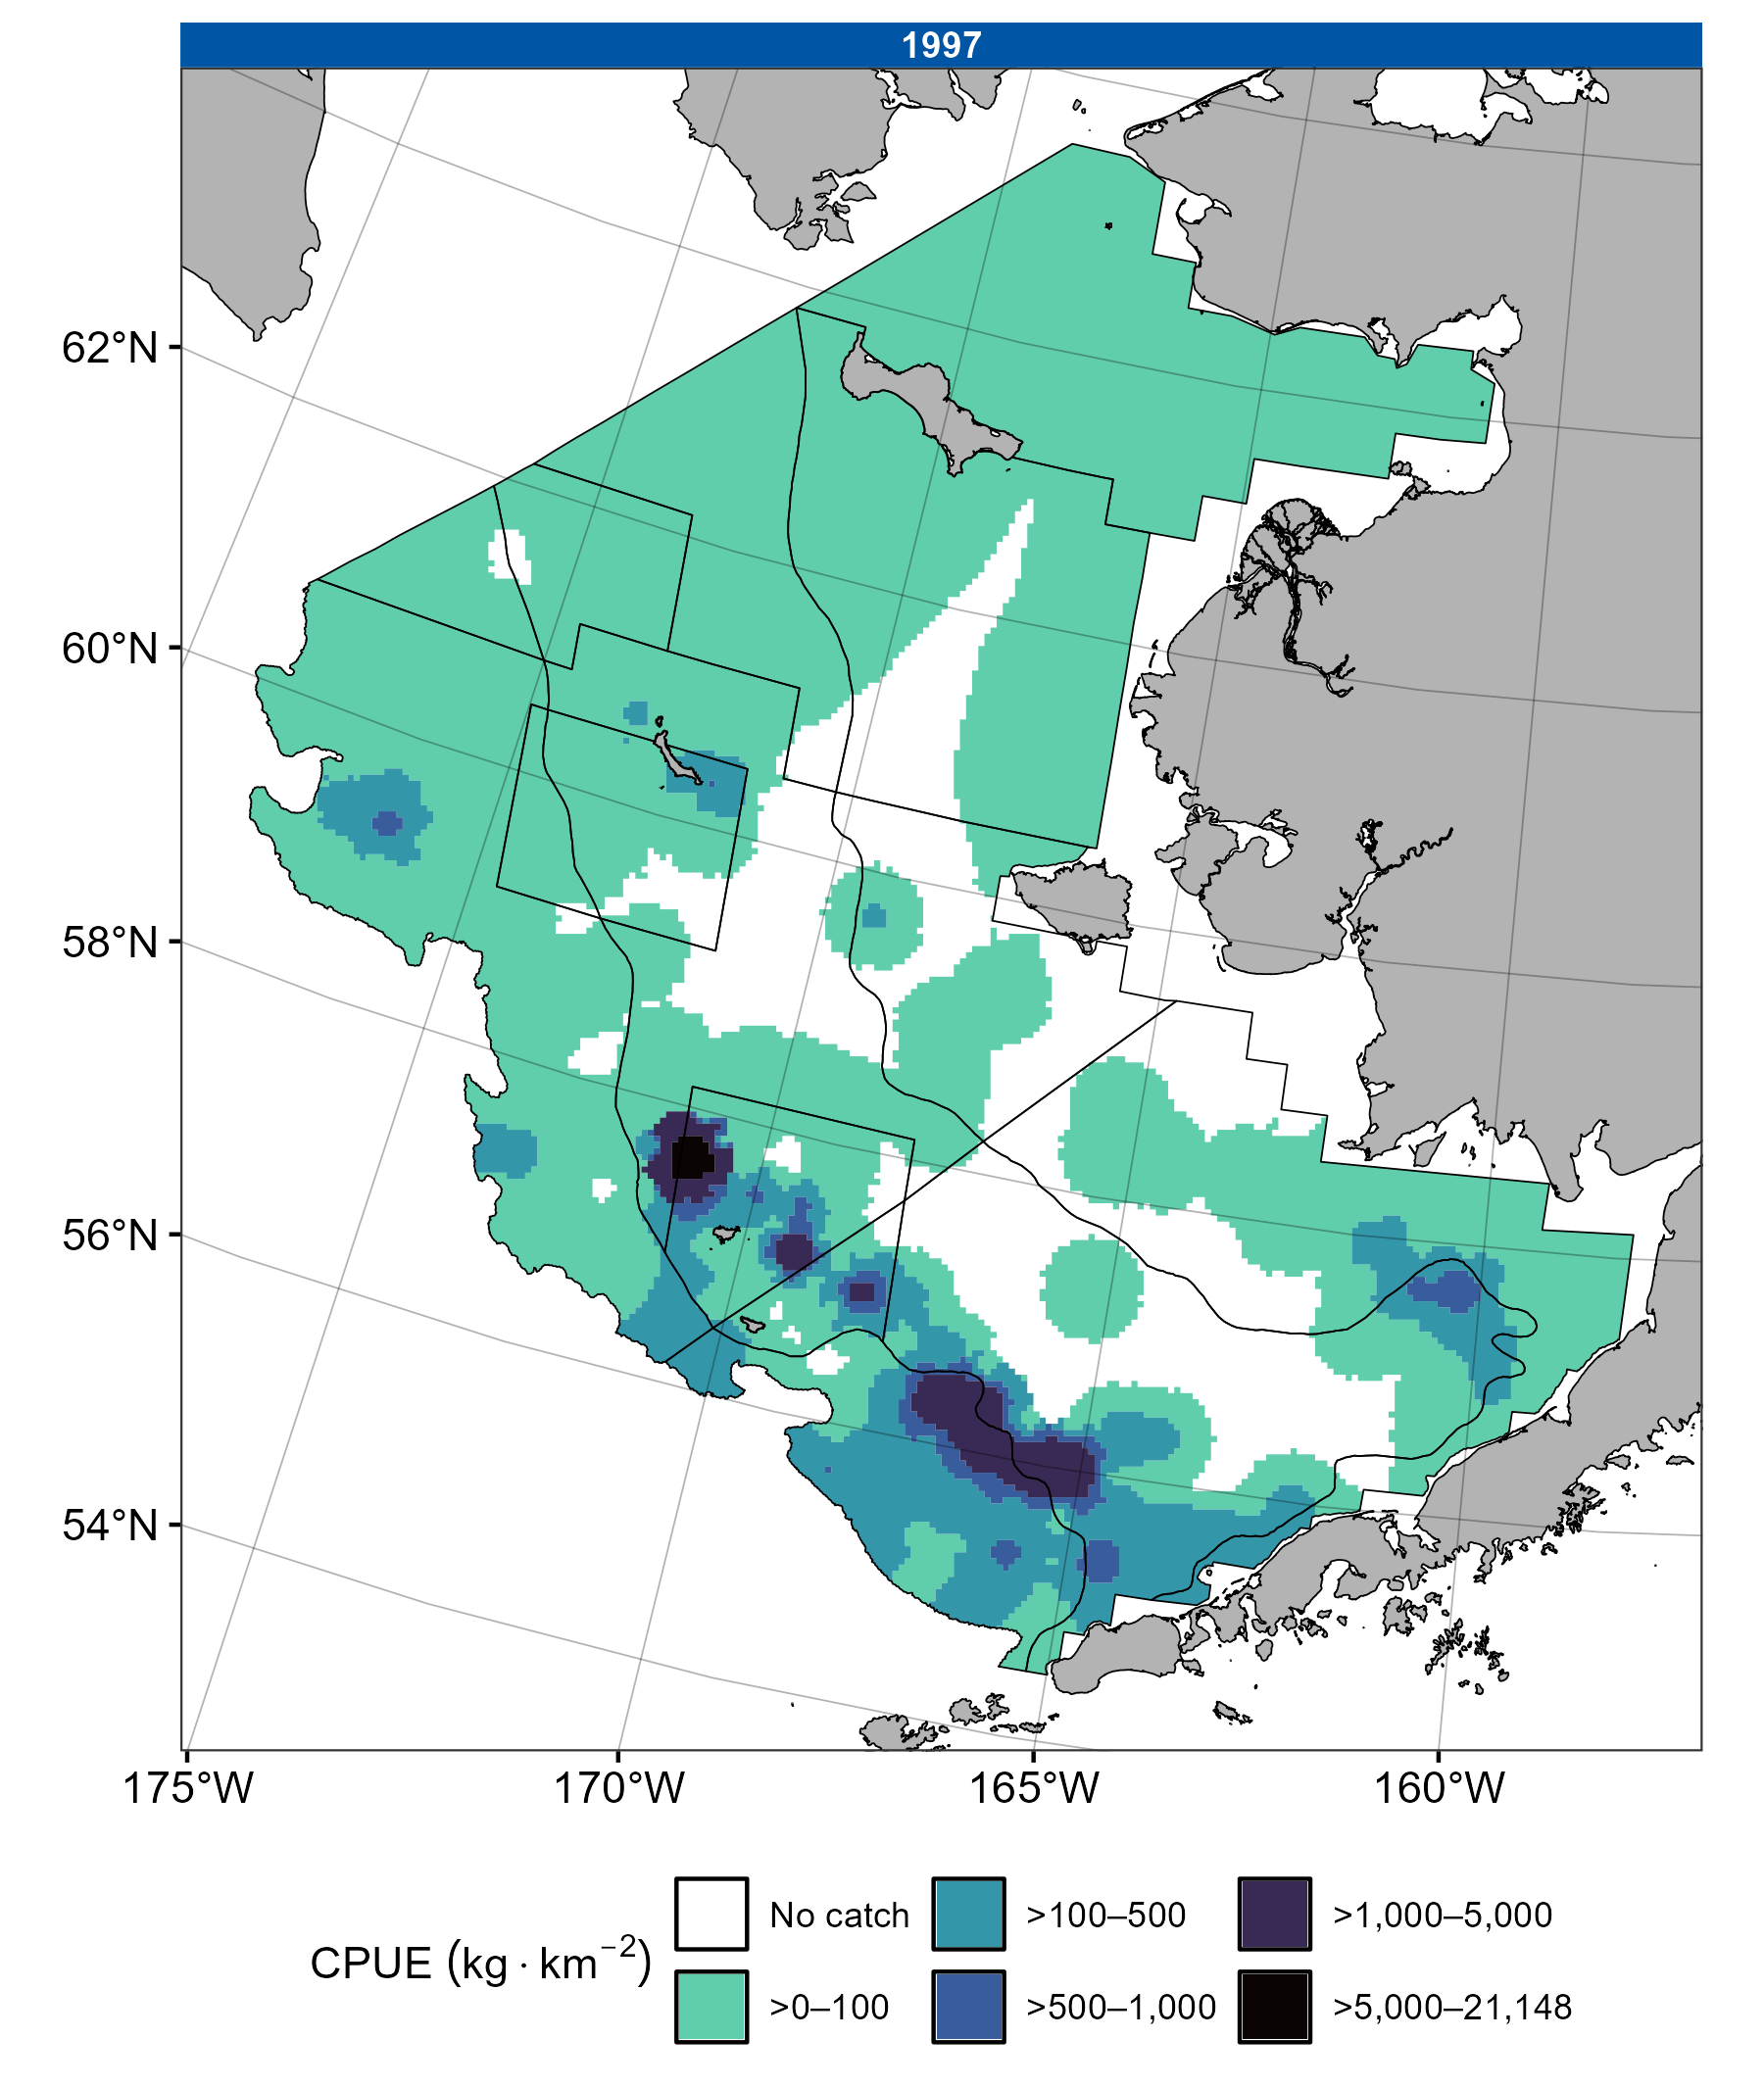 1997
62°N
60°N
58°N
56°N
54°N
175°W 170°W 165°W 160°W
CPUE (kg · km⁻²)
No catch >100–500 >1,000–5,000
>0–100 >500–1,000 >5,000–21,148